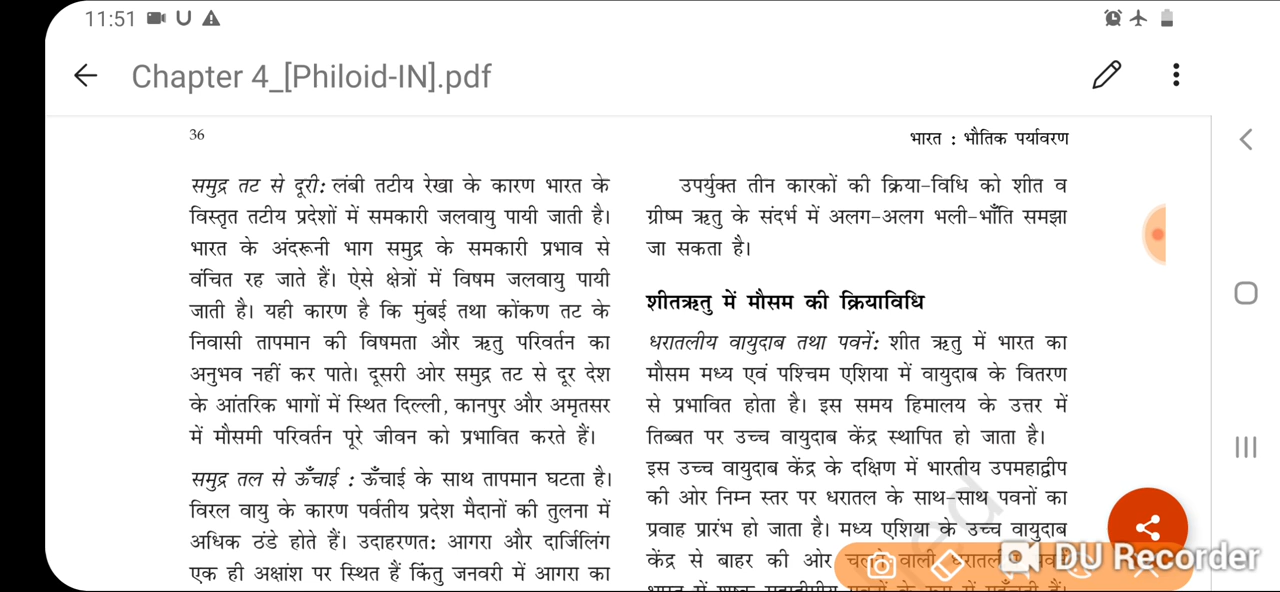 11:51
Chapter 4_[Philoid-IN].pdf
36
भारत : भौतिक पर्यावरण
समुद्र तट से दूरी: लंबी तटीय रेखा के कारण भारत के
विस्तृत तटीय प्रदेशों में समकारी जलवायु पायी जाती है।
भारत के अंदरूनी भाग समुद्र के समकारी प्रभाव से
वंचित रह जाते हैं। ऐसे क्षेत्रों में विषम जलवायु पायी
जाती है। यही कारण है कि मुंबई तथा कोंकण तट के
निवासी तापमान की विषमता और ऋतु परिवर्तन का
अनुभव नहीं कर पाते। दूसरी ओर समुद्र तट से दूर देश
के आंतरिक भागों में स्थित दिल्ली, कानपुर और अमृतसर
में मौसमी परिवर्तन पूरे जीवन को प्रभावित करते हैं।
समुद्र तल से ऊँचाई : ऊँचाई के साथ तापमान घटता है।
विरल वायु के कारण पर्वतीय प्रदेश मैदानों की तुलना में
अधिक ठंडे होते हैं। उदाहरणत: आगरा और दार्जिलिंग
एक ही अक्षांश पर स्थित हैं किंतु जनवरी में आगरा का
उपर्युक्त तीन कारकों की क्रिया-विधि को शीत व
ग्रीष्म ऋतु के संदर्भ में अलग-अलग भली-भाँति समझा
जा सकता है।
शीतऋतु में मौसम की क्रियाविधि
धरातलीय वायुदाब तथा पवनें: शीत ऋतु में भारत का
मौसम मध्य एवं पश्चिम एशिया में वायुदाब के वितरण
से प्रभावित होता है। इस समय हिमालय के उत्तर में
तिब्बत पर उच्च वायुदाब केंद्र स्थापित हो जाता है।
इस उच्च वायुदाब केंद्र के दक्षिण में भारतीय उपमहाद्वीप
की ओर निम्न स्तर पर धरातल के साथ-साथ पवनों का
प्रवाह प्रारंभ हो जाता है। मध्य एशिया के उच्च वायुदाब
केंद्र से बाहर की ओर चलने वाली
DU Recorder